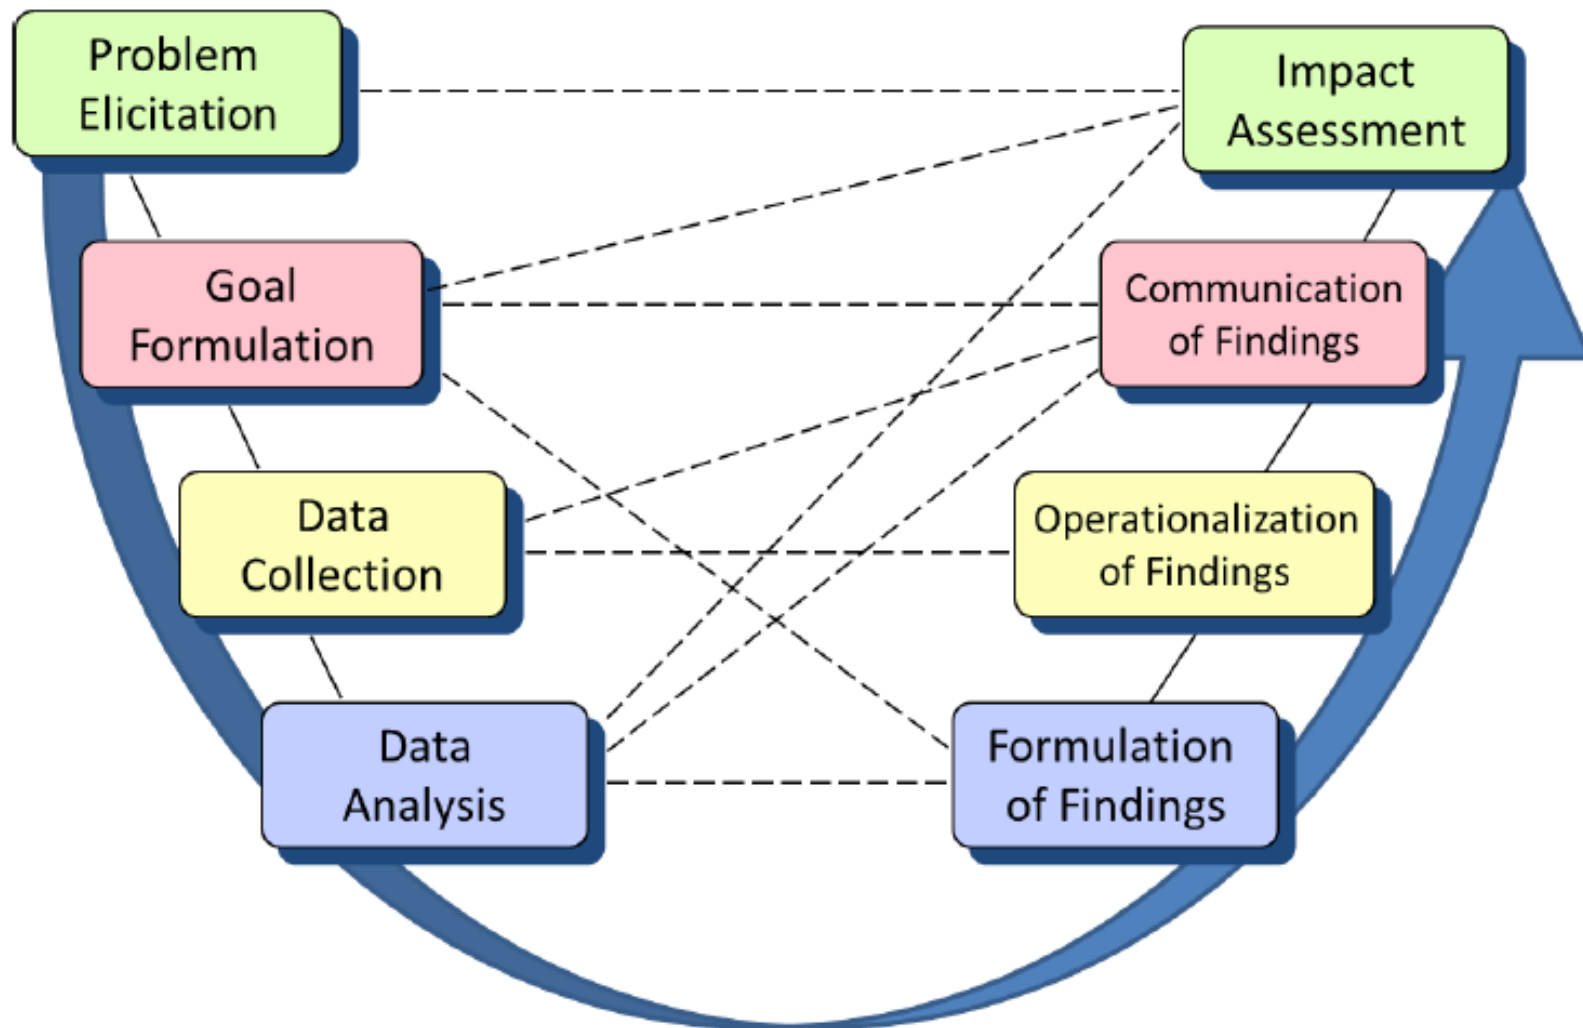 Problem
Elicitation
Impact
Assessment
Goal
Formulation
Communication
of Findings
Data
Collection
Operationalization
of Findings
Data
Analysis
Formulation
of Findings